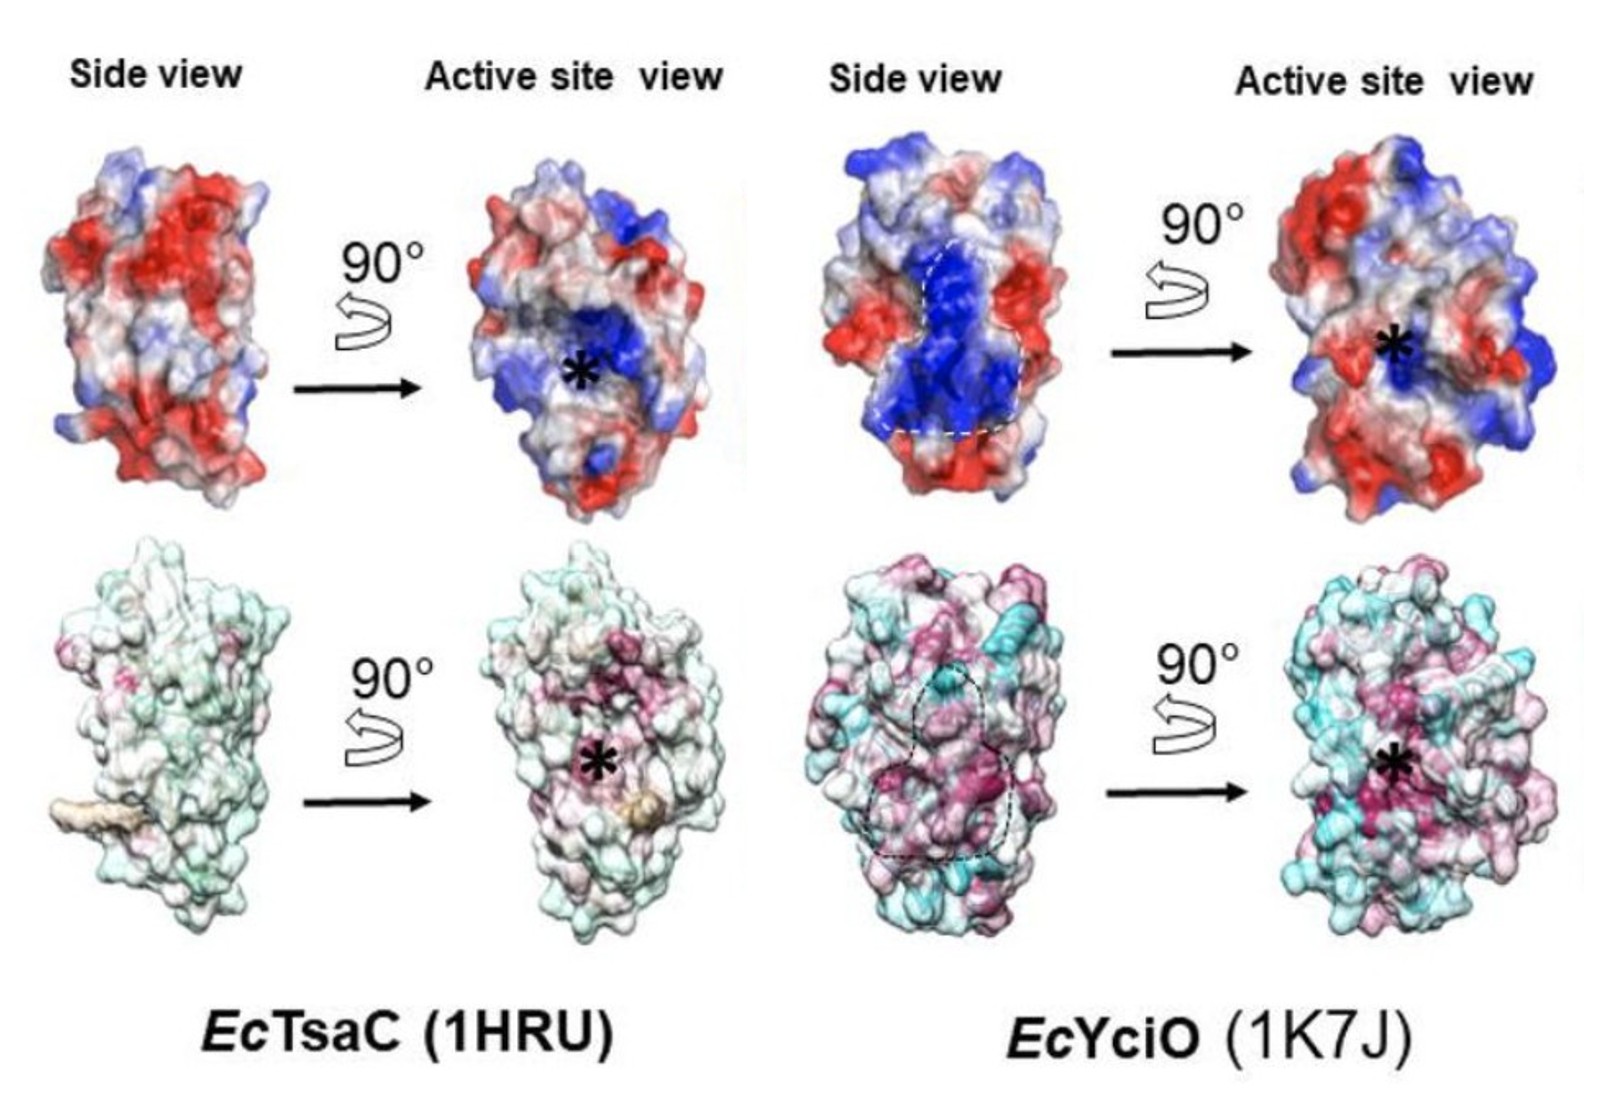 Side view
Active site view
Side view
Active site view
90°
90°
*
*
90°
90°
*
*
EcTsaC (1HRU)
EcYciO (1K7J)